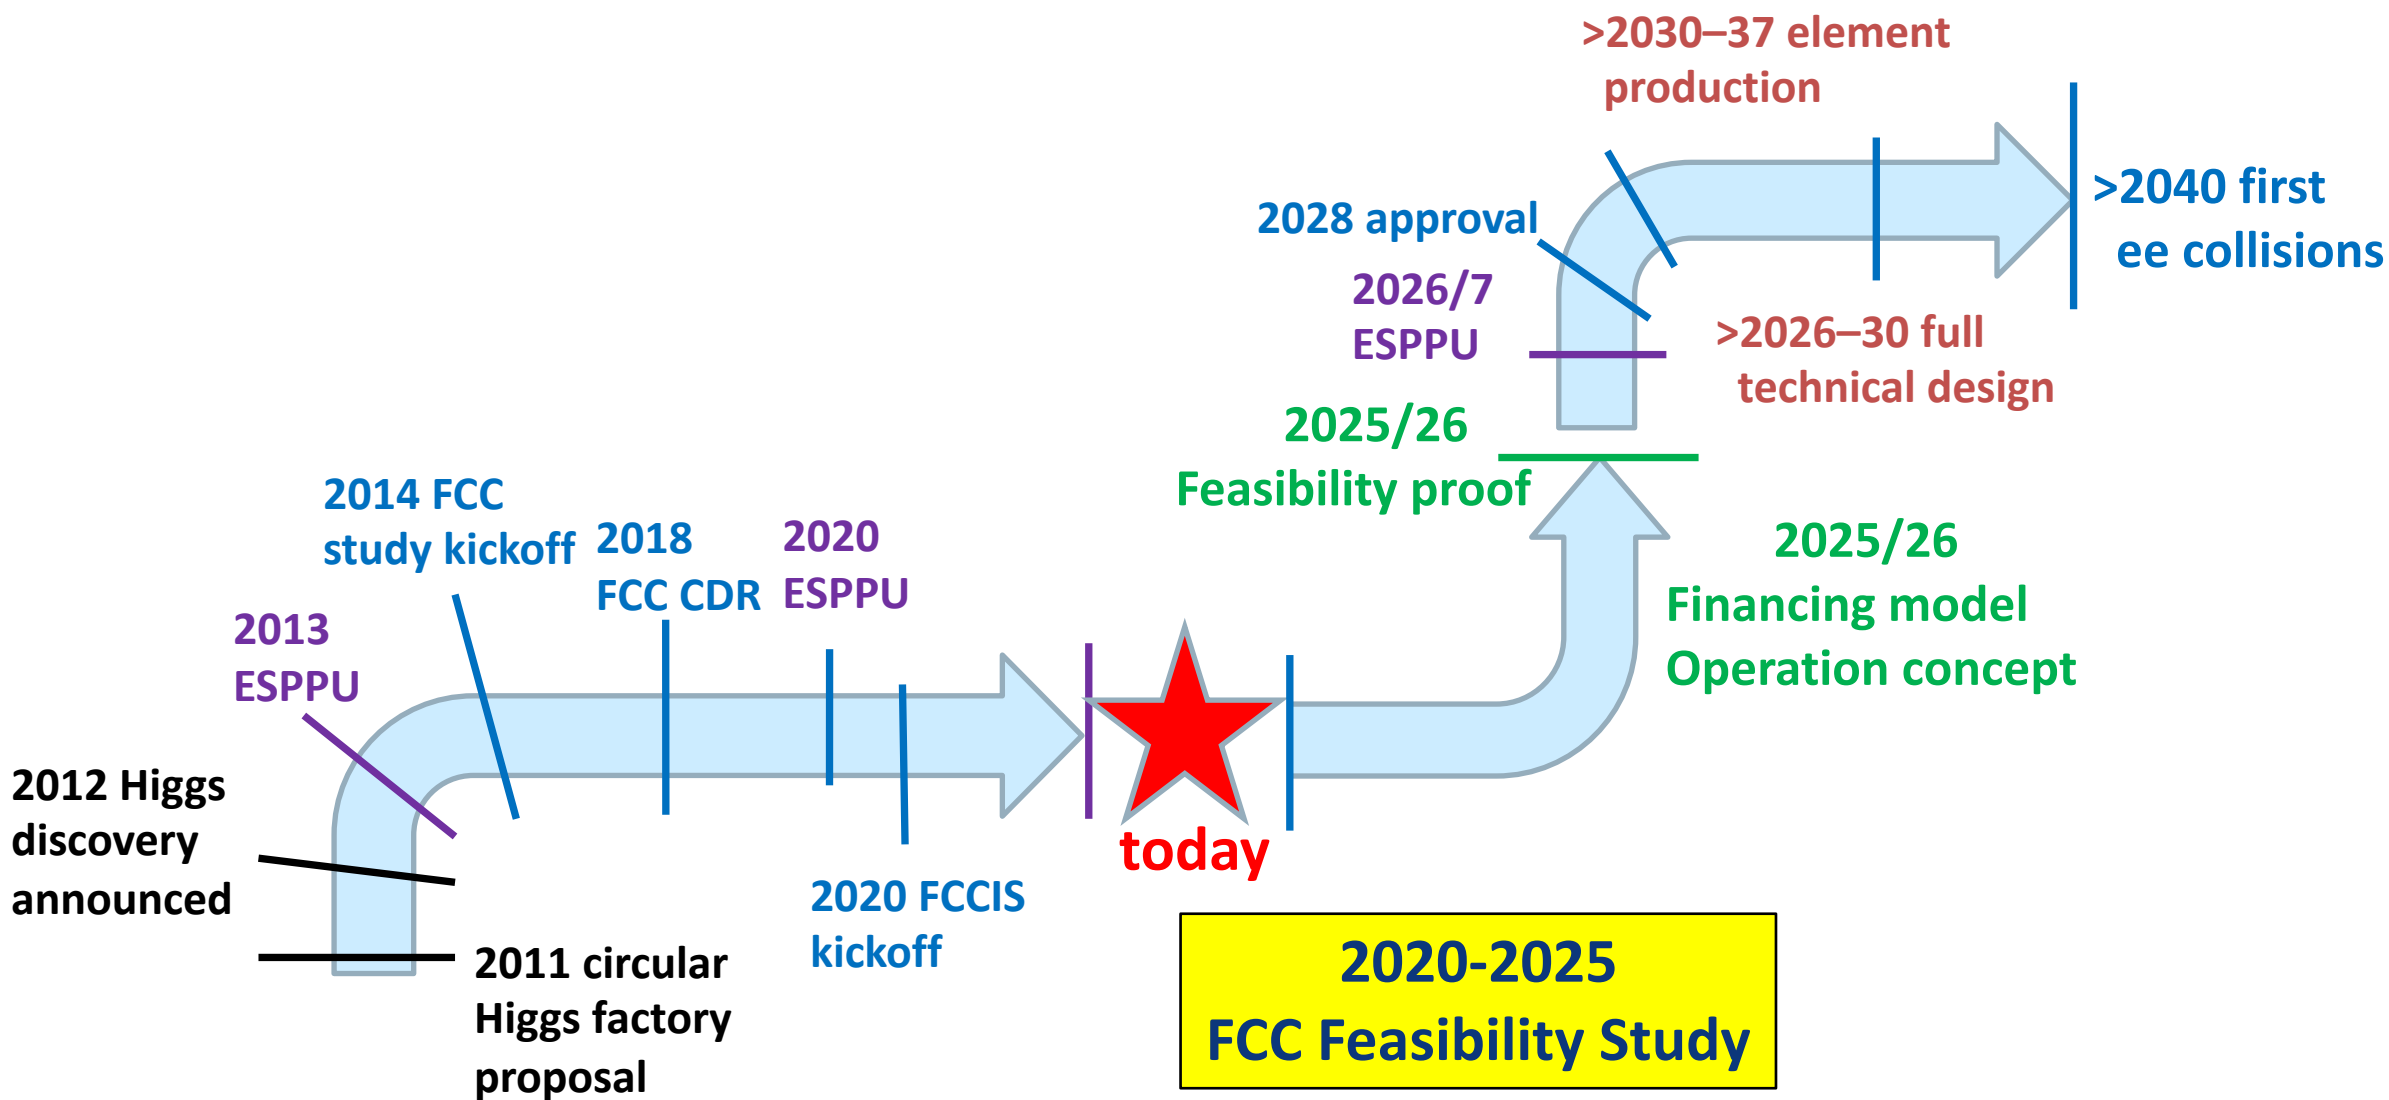 2011 circular
Higgs factory
proposal
2012 Higgs
discovery
announced
2013
ESPPU
2014 FCC
study kickoff
2018
FCC CDR
2020
ESPPU
2020 FCCIS
kickoff
today
2020-2025
FCC Feasibility Study
2025/26
Financing model
Operation concept
2025/26
Feasibility proof
2026/7
ESPPU
2028 approval
>2026–30 full
technical design
>2030–37 element
production
>2040 first
ee collisions